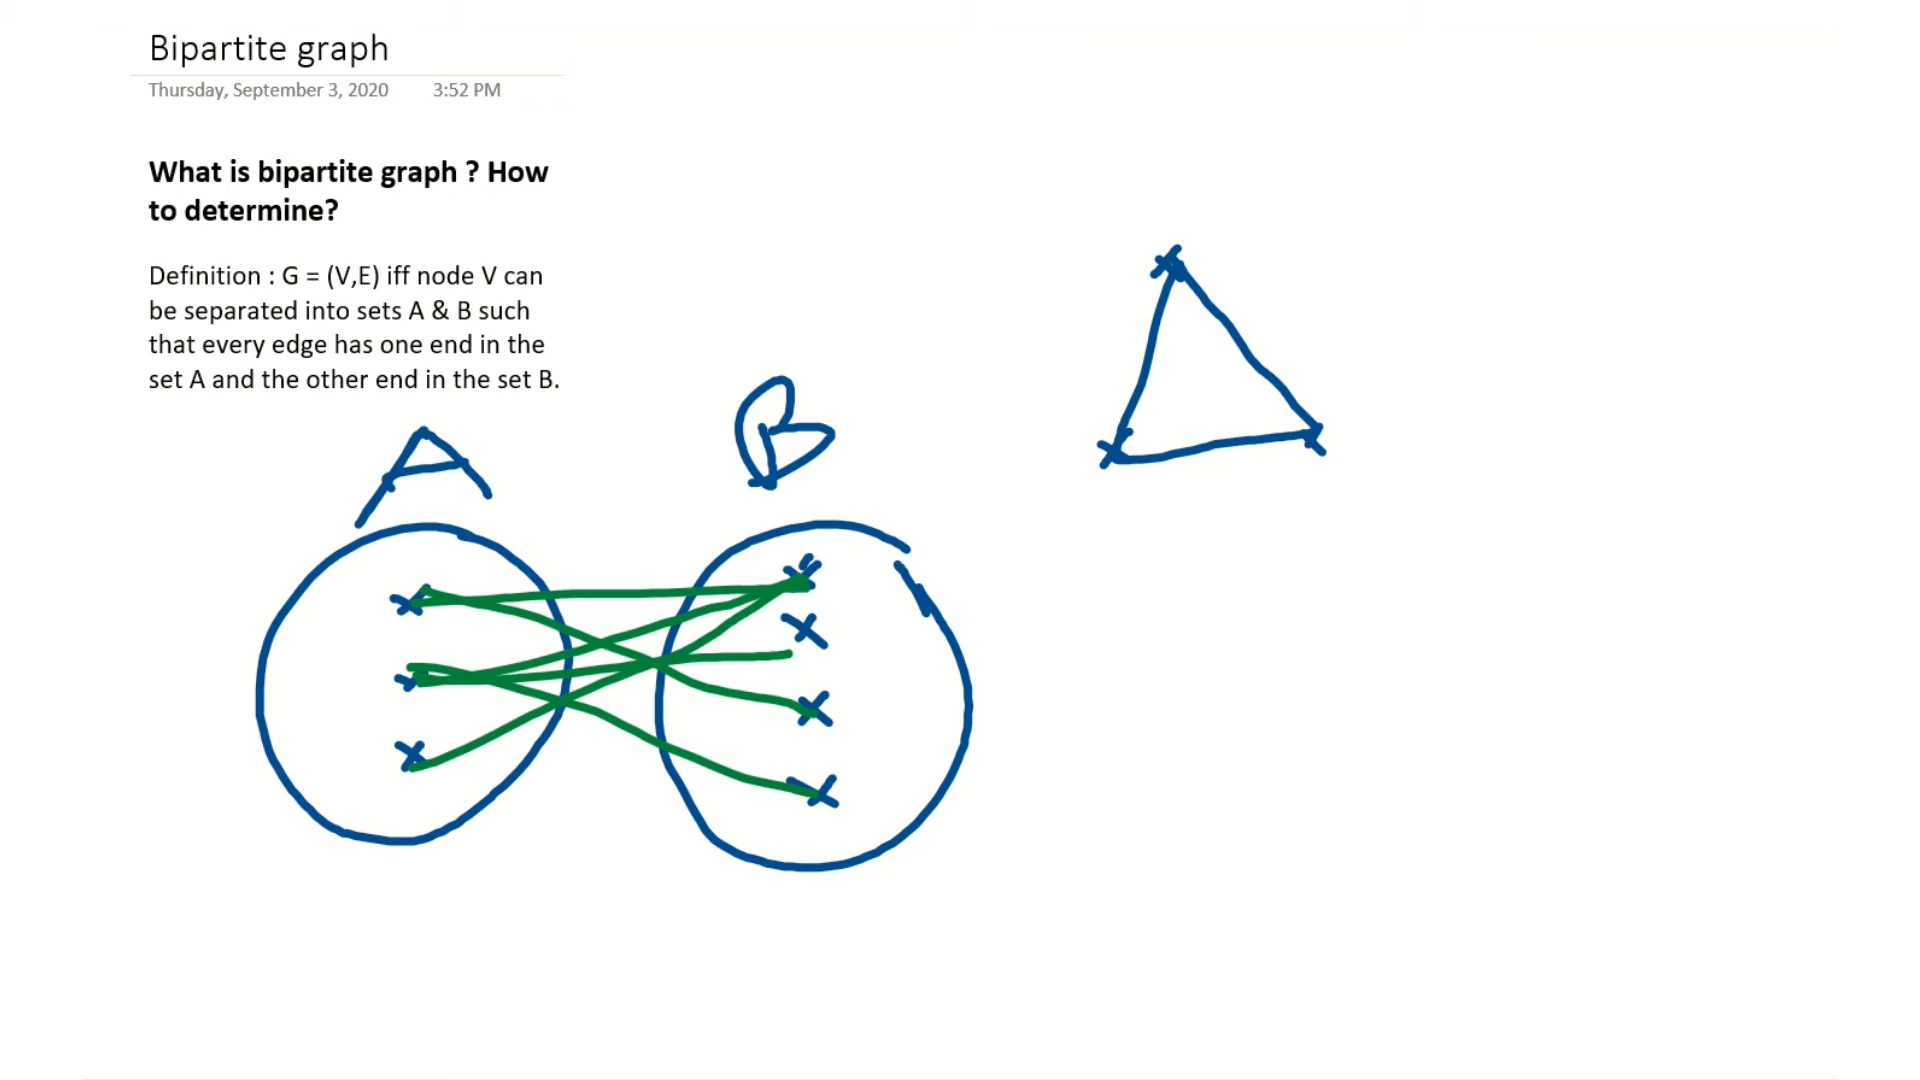 Bipartite graph
Thursday, September 3, 2020 3:52 PM
What is bipartite graph ? How
to determine?
Definition : G = (V,E) iff node V can
be separated into sets A & B such
that every edge has one end in the
set A and the other end in the set B.
A B